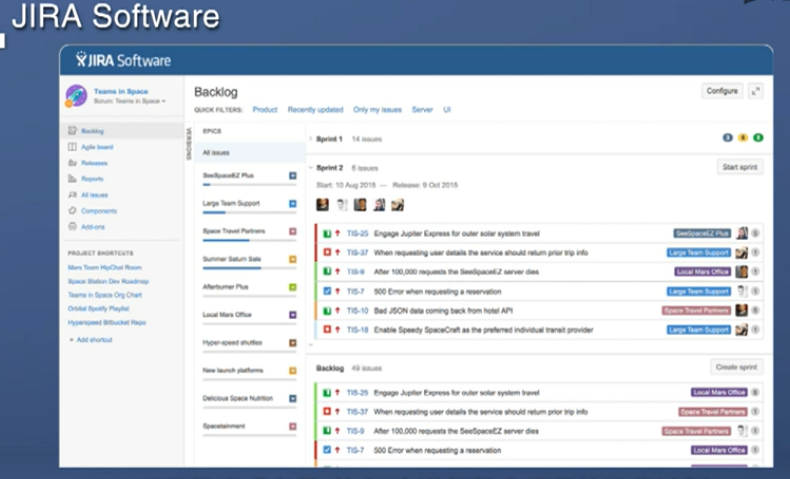 JIRA Software
JIRA Software
Teams in Space
Scrum: Teams in Space
Backlog
Agile board
Releases
Reports
All issues
Components
Add-ons
PROJECT SHORTCUTS
Mars Team HipChat Room
Space Station Dev Roadmap
Teams in Space Org Chart
Orbital Spotify Playlist
Hyperspeed Bitbucket Repo
+ Add shortcut
Backlog
Configure
QUICK FILTERS: Product Recently updated Only my issues Server UI
VERSIONS
EPICS
All issues
SeeSpaceEZ Plus
Large Team Support
Space Travel Partners
Summer Saturn Sale
Afterburner Plus
Local Mars Office
Hyper-speed shuttles
New launch platforms
Delicious Space Nutrition
Spacetainment
Sprint 1 14 issues
Sprint 2 6 issues
Start sprint
Start: 10 Aug 2015 — Release: 9 Oct 2015
TIS-25 Engage Jupiter Express for outer solar system travel SeeSpaceEZ Plus
TIS-37 When requesting user details the service should return prior trip info Large Team Support
TIS-9 After 100,000 requests the SeeSpaceEZ server dies Local Mars Office
TIS-7 500 Error when requesting a reservation Large Team Support
TIS-10 Bad JSON data coming back from hotel API Space Travel Partners
TIS-18 Enable Speedy SpaceCraft as the preferred individual transit provider Large Team Support
Backlog 49 issues
Create sprint
TIS-25 Engage Jupiter Express for outer solar system travel Local Mars Office
TIS-37 When requesting user details the service should return prior trip info Space Travel Partners
TIS-9 After 100,000 requests the SeeSpaceEZ server dies Space Travel Partners
TIS-7 500 Error when requesting a reservation Local Mars Office